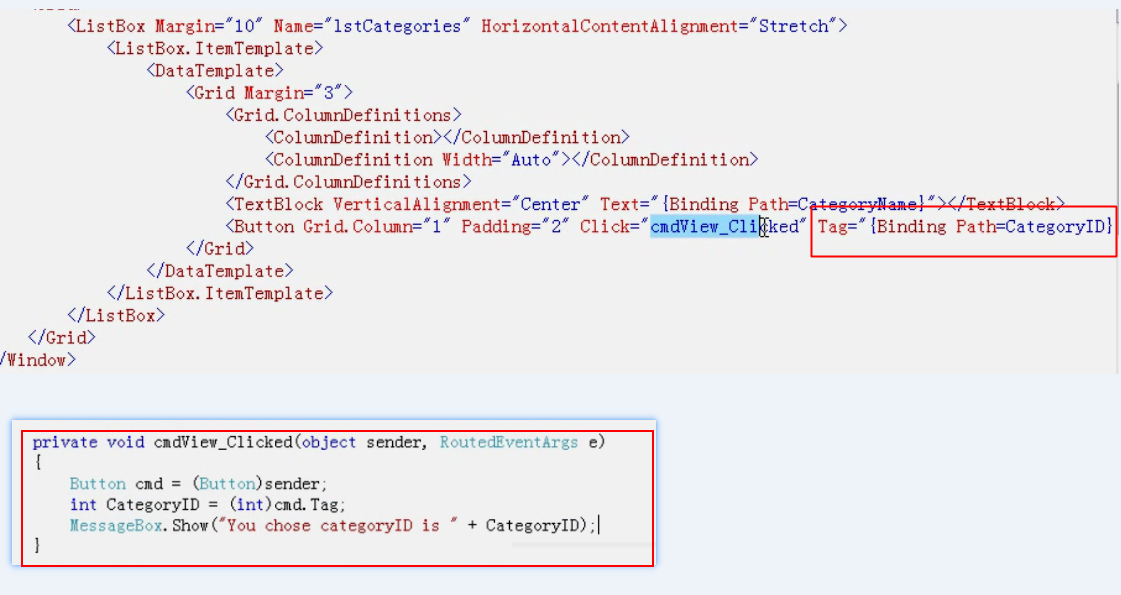 <ListBox Margin="10" Name="lstCategories" HorizontalContentAlignment="Stretch">
<ListBox.ItemTemplate>
<DataTemplate>
<Grid Margin="3">
<Grid.ColumnDefinitions>
<ColumnDefinition></ColumnDefinition>
<ColumnDefinition Width="Auto"></ColumnDefinition>
</Grid.ColumnDefinitions>
<TextBlock VerticalAlignment="Center" Text="{Binding Path=CategoryName}"></TextBlock>
<Button Grid.Column="1" Padding="2" Click="cmdView_Clicked" Tag="{Binding Path=CategoryID}
</Grid>
</DataTemplate>
</ListBox.ItemTemplate>
</ListBox>
</Grid>
/Window>
private void cmdView_Clicked(object sender, RoutedEventArgs e)
{
Button cmd = (Button)sender;
int CategoryID = (int)cmd.Tag;
MessageBox.Show("You chose categoryID is " + CategoryID);
}